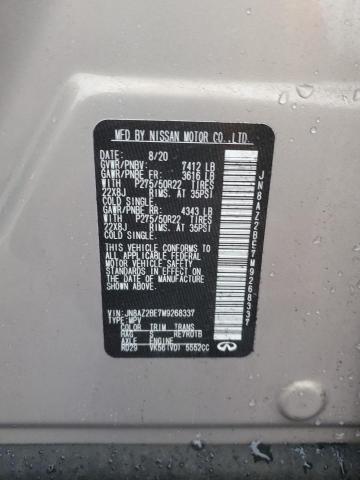 MFD BY NISSAN MOTOR CO.,LTD.
DATE: 8/20
GVWR/PNBV: 7412 LB
GAWR/PNBE FR: 3616 LB
WITH P275/50R22 TIRES
22X8J RIMS, AT 35PSI
COLD SINGLE
GAWR/PNBE RR: 4343 LB
WITH P275/50R22 TIRES
22X8J RIMS, AT 35PSI
COLD SINGLE
THIS VEHICLE CONFORMS TO
ALL APPLICABLE FEDERAL
MOTOR VEHICLE SAFETY
STANDARDS IN EFFECT ON
THE DATE OF MANUFACTURE
SHOWN ABOVE.
VIN:JN8AZ2BE7M9268337
TYPE:MPV
COLOR TRIM TRANS
RAG S RE7R01B
AXLE ENGINE
RD29 VK56(VD) 5552CC
INFINITI
JN8AZ2BE7M9268337